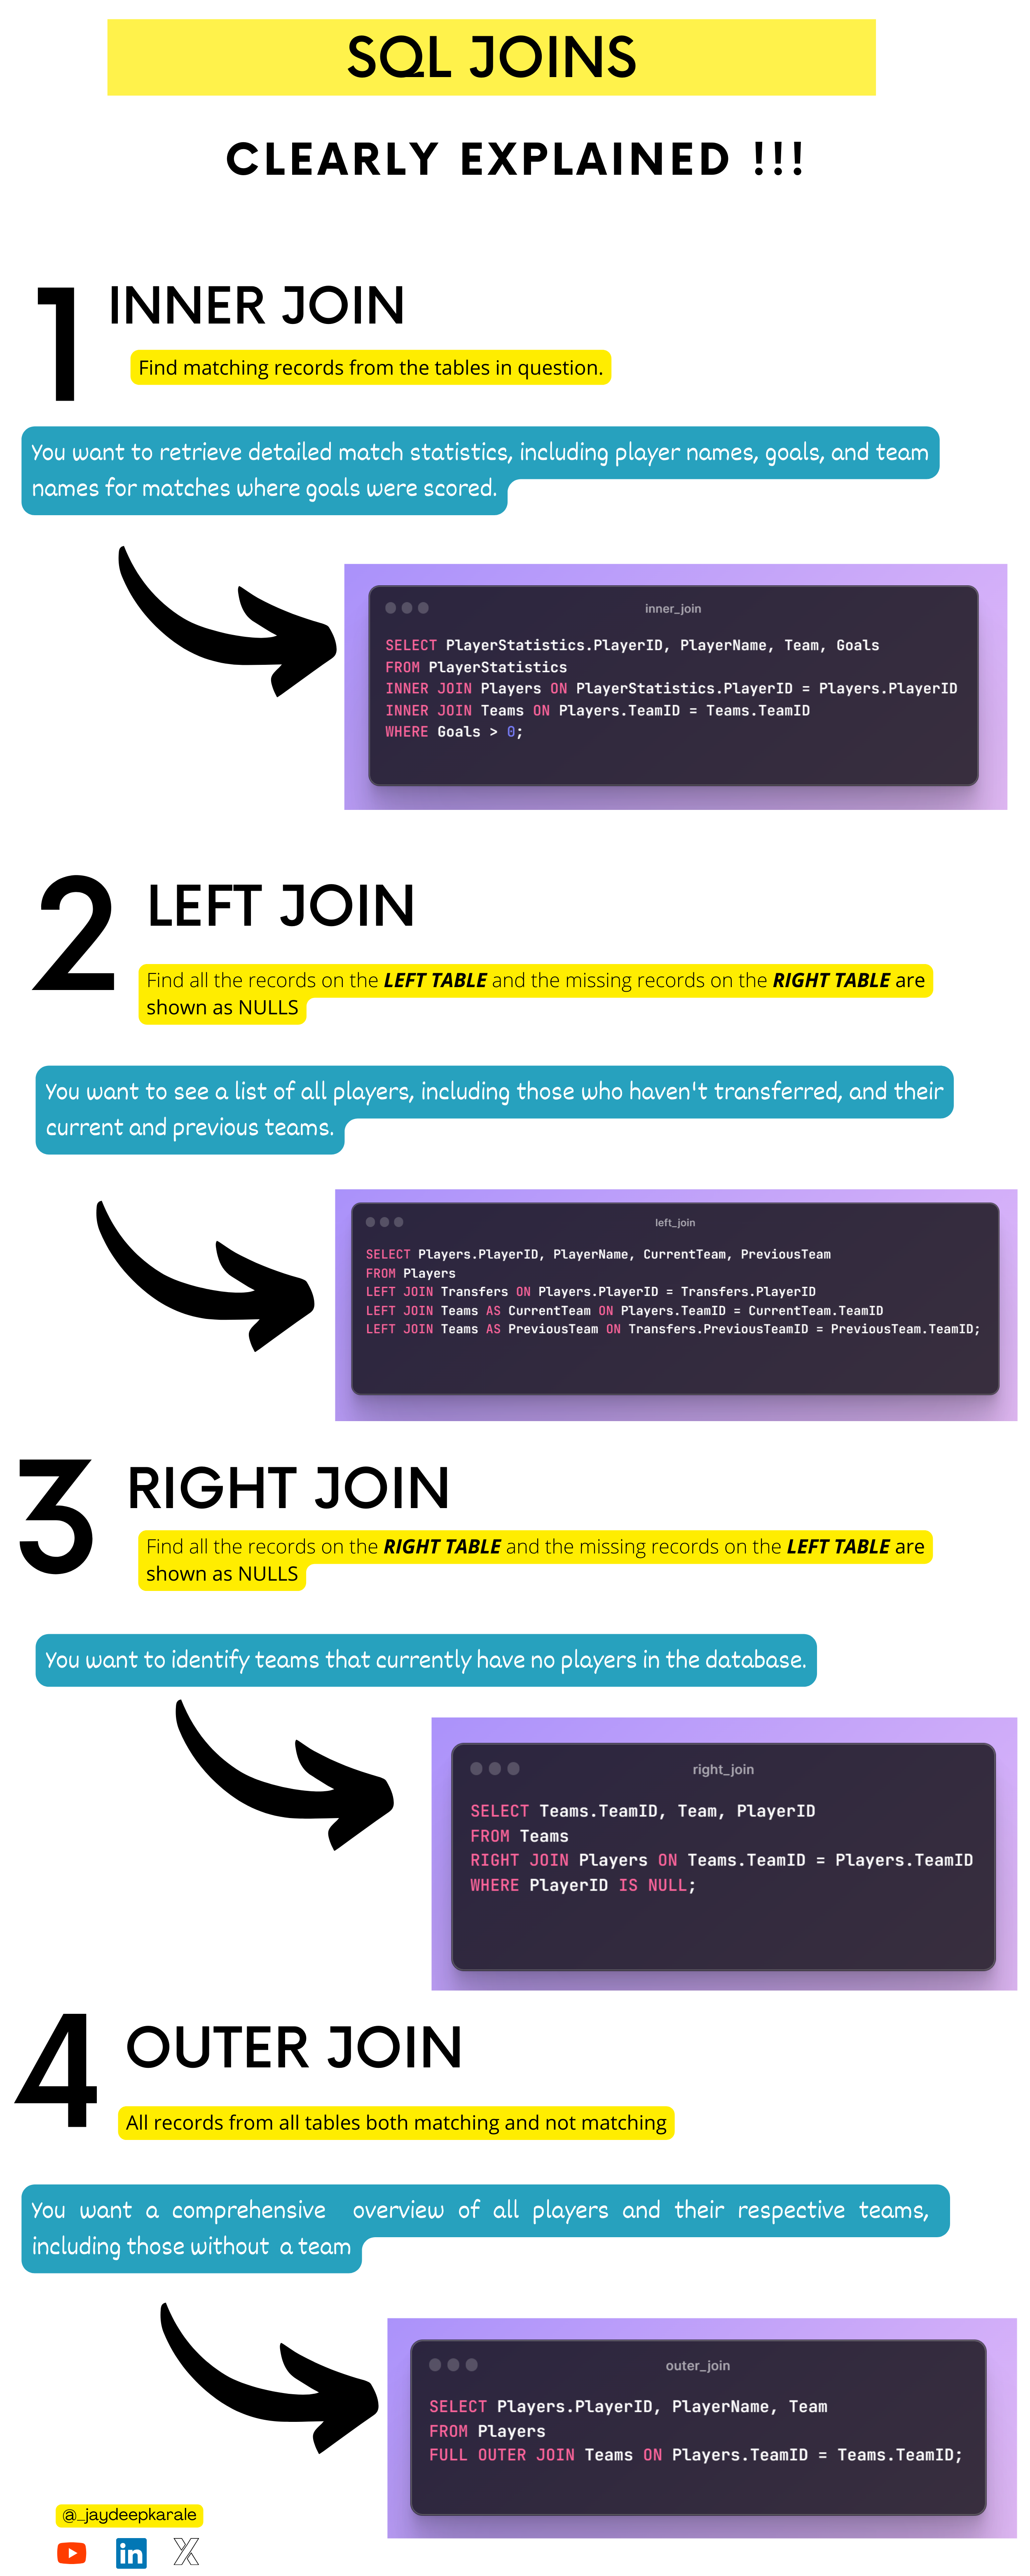 SQL JOINS
CLEARLY EXPLAINED !!!
1
INNER JOIN
Find matching records from the tables in question.
You want to retrieve detailed match statistics, including player names, goals, and team
names for matches where goals were scored.
inner_join
SELECT PlayerStatistics.PlayerID, PlayerName, Team, Goals
FROM PlayerStatistics
INNER JOIN Players ON PlayerStatistics.PlayerID = Players.PlayerID
INNER JOIN Teams ON Players.TeamID = Teams.TeamID
WHERE Goals > 0;
2
LEFT JOIN
Find all the records on the LEFT TABLE and the missing records on the RIGHT TABLE are
shown as NULLS
You want to see a list of all players, including those who haven't transferred, and their
current and previous teams.
left_join
SELECT Players.PlayerID, PlayerName, CurrentTeam, PreviousTeam
FROM Players
LEFT JOIN Transfers ON Players.PlayerID = Transfers.PlayerID
LEFT JOIN Teams AS CurrentTeam ON Players.TeamID = CurrentTeam.TeamID
LEFT JOIN Teams AS PreviousTeam ON Transfers.PreviousTeamID = PreviousTeam.TeamID;
3
RIGHT JOIN
Find all the records on the RIGHT TABLE and the missing records on the LEFT TABLE are
shown as NULLS
You want to identify teams that currently have no players in the database.
right_join
SELECT Teams.TeamID, Team, PlayerID
FROM Teams
RIGHT JOIN Players ON Teams.TeamID = Players.TeamID
WHERE PlayerID IS NULL;
4
OUTER JOIN
All records from all tables both matching and not matching
You want a comprehensive overview of all players and their respective teams,
including those without a team
outer_join
SELECT Players.PlayerID, PlayerName, Team
FROM Players
FULL OUTER JOIN Teams ON Players.TeamID = Teams.TeamID;
@_jaydeepkarale
in
X